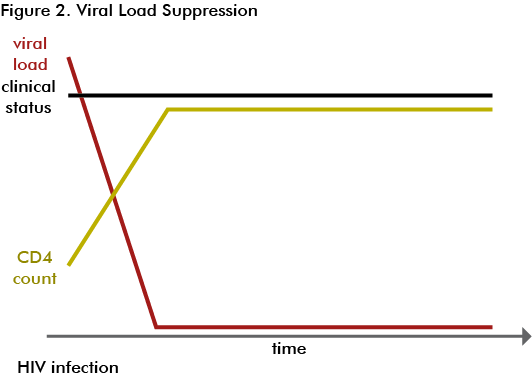 Figure 2. Viral Load Suppression
viral
load
clinical
status
CD4
count
time
HIV infection